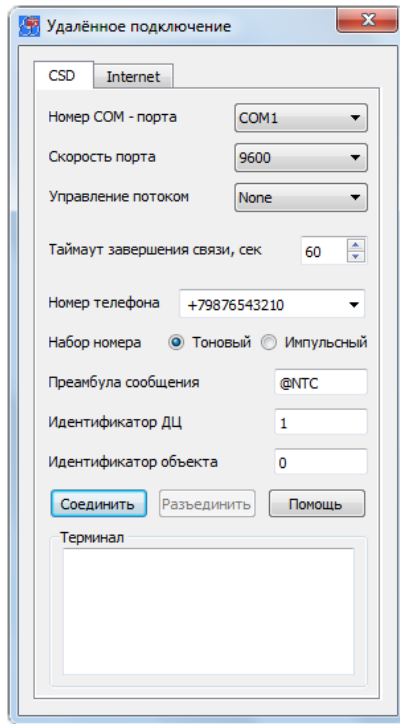 Удалённое подключение
CSD Internet
Номер COM - порта COM1
Скорость порта 9600
Управление потоком None
Таймаут завершения связи, сек 60
Номер телефона +79876543210
Набор номера Тоновый Импульсный
Преамбула сообщения @NTC
Идентификатор ДЦ 1
Идентификатор объекта 0
Соединить Разъединить Помощь
Терминал